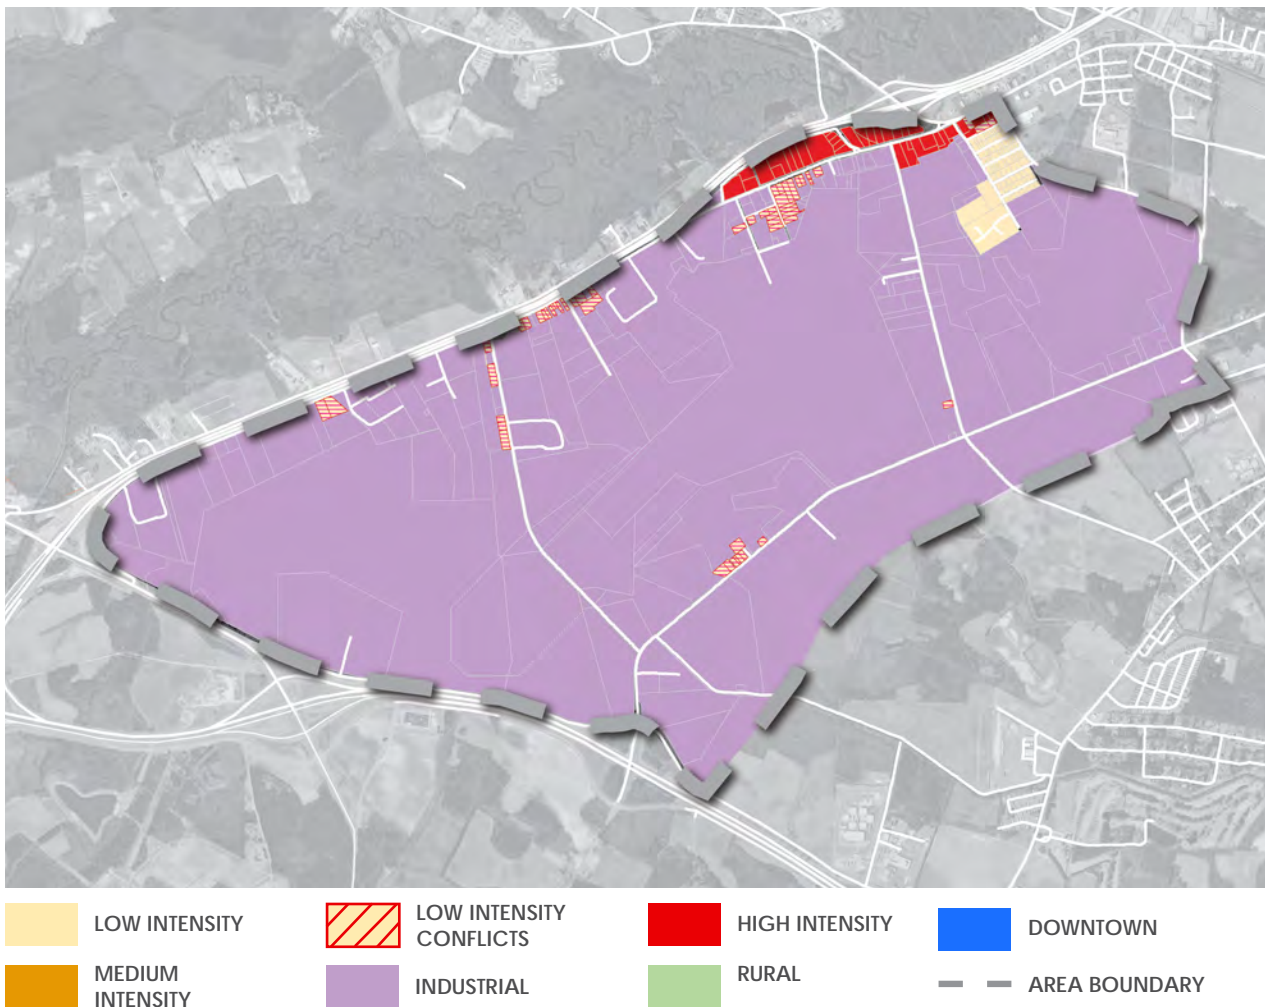 LOW INTENSITY
LOW INTENSITY
CONFLICTS
HIGH INTENSITY
DOWNTOWN
MEDIUM
INTENSITY
INDUSTRIAL
RURAL
AREA BOUNDARY